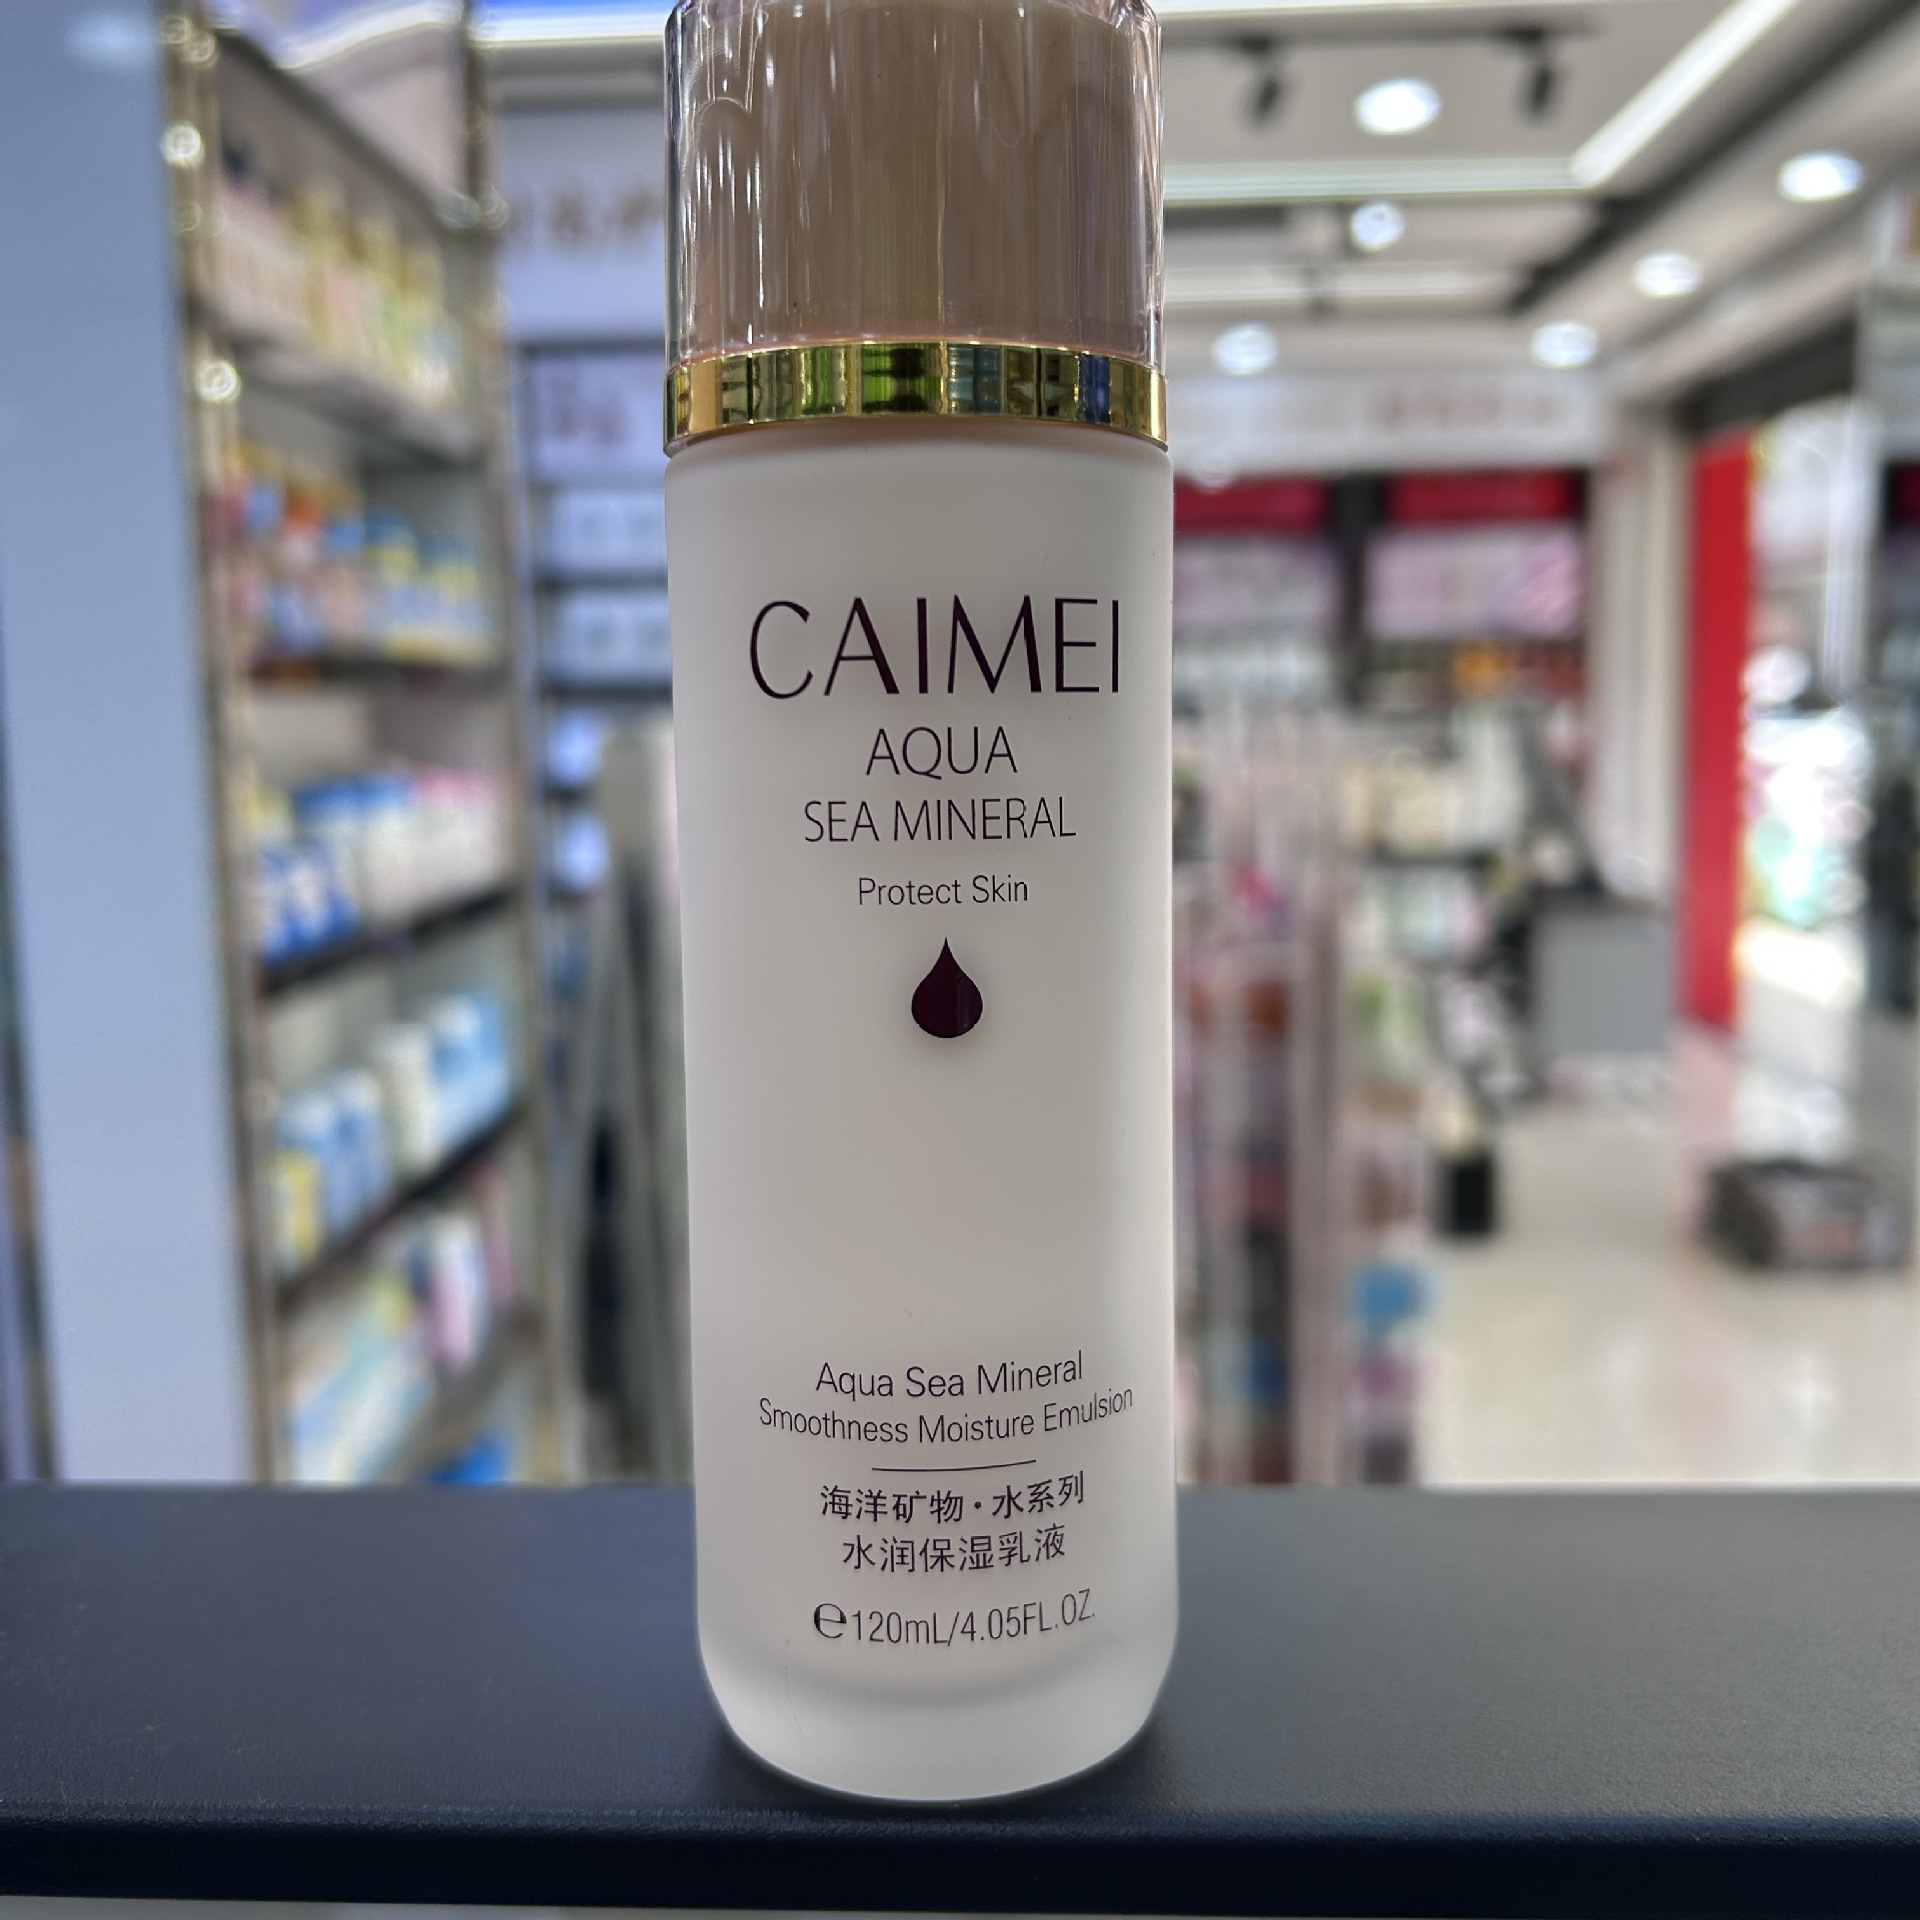 CAIMEI
AQUA
SEA MINERAL
Protect Skin
Aqua Sea Mineral
Smoothness Moisture Emulsion
海洋矿物·水系列
水润保湿乳液
℮120mL/4.05FL.OZ.